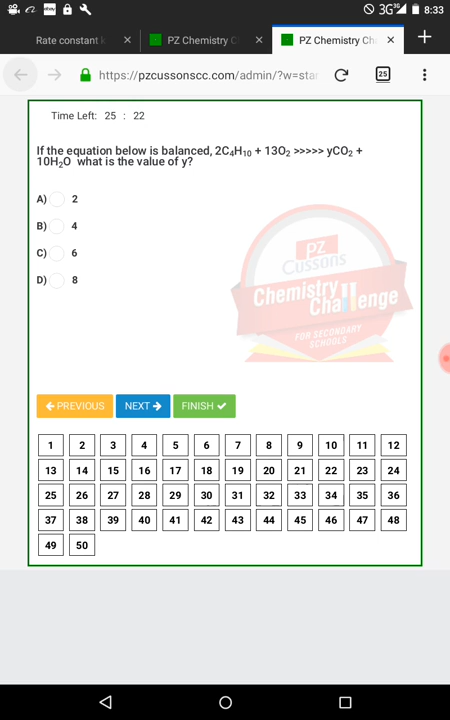 3G 3G 8:33
Rate constant k × PZ Chemistry O × PZ Chemistry Ch × +
https://pzcussonscc.com/admin/?w=star 25
Time Left: 25 : 22
If the equation below is balanced, 2C₄H₁₀ + 13O₂ >>>>> yCO₂ +
10H₂O what is the value of y?
A) 2
B) 4
C) 6
D) 8
PZ
Cussons
Chemistry
Challenge
FOR SECONDARY
SCHOOLS
PREVIOUS NEXT FINISH
1 2 3 4 5 6 7 8 9 10 11 12
13 14 15 16 17 18 19 20 21 22 23 24
25 26 27 28 29 30 31 32 33 34 35 36
37 38 39 40 41 42 43 44 45 46 47 48
49 50